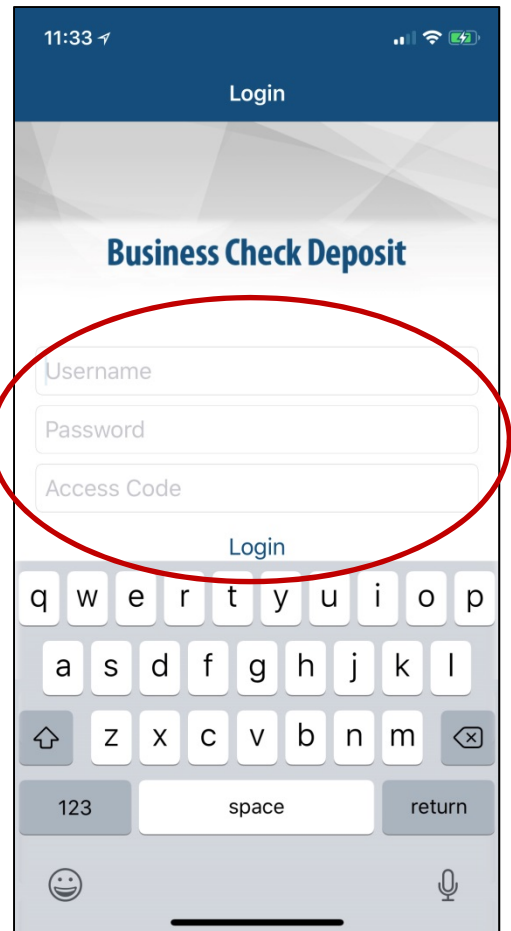 11:33
Login
Business Check Deposit
Username
Password
Access Code
Login
q w e r t y u i o p
a s d f g h j k l
z x c v b n m
123 space return